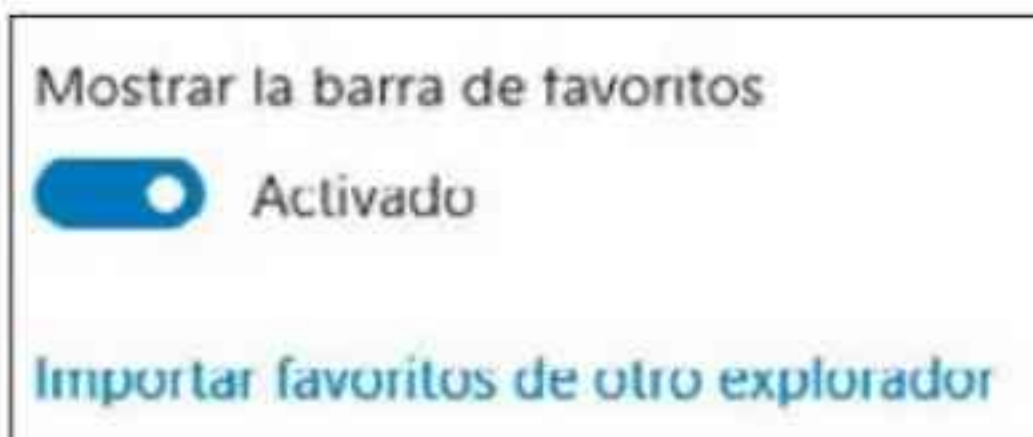 Mostrar la barra de favoritos
Activado
Importar favoritos de otro explorador